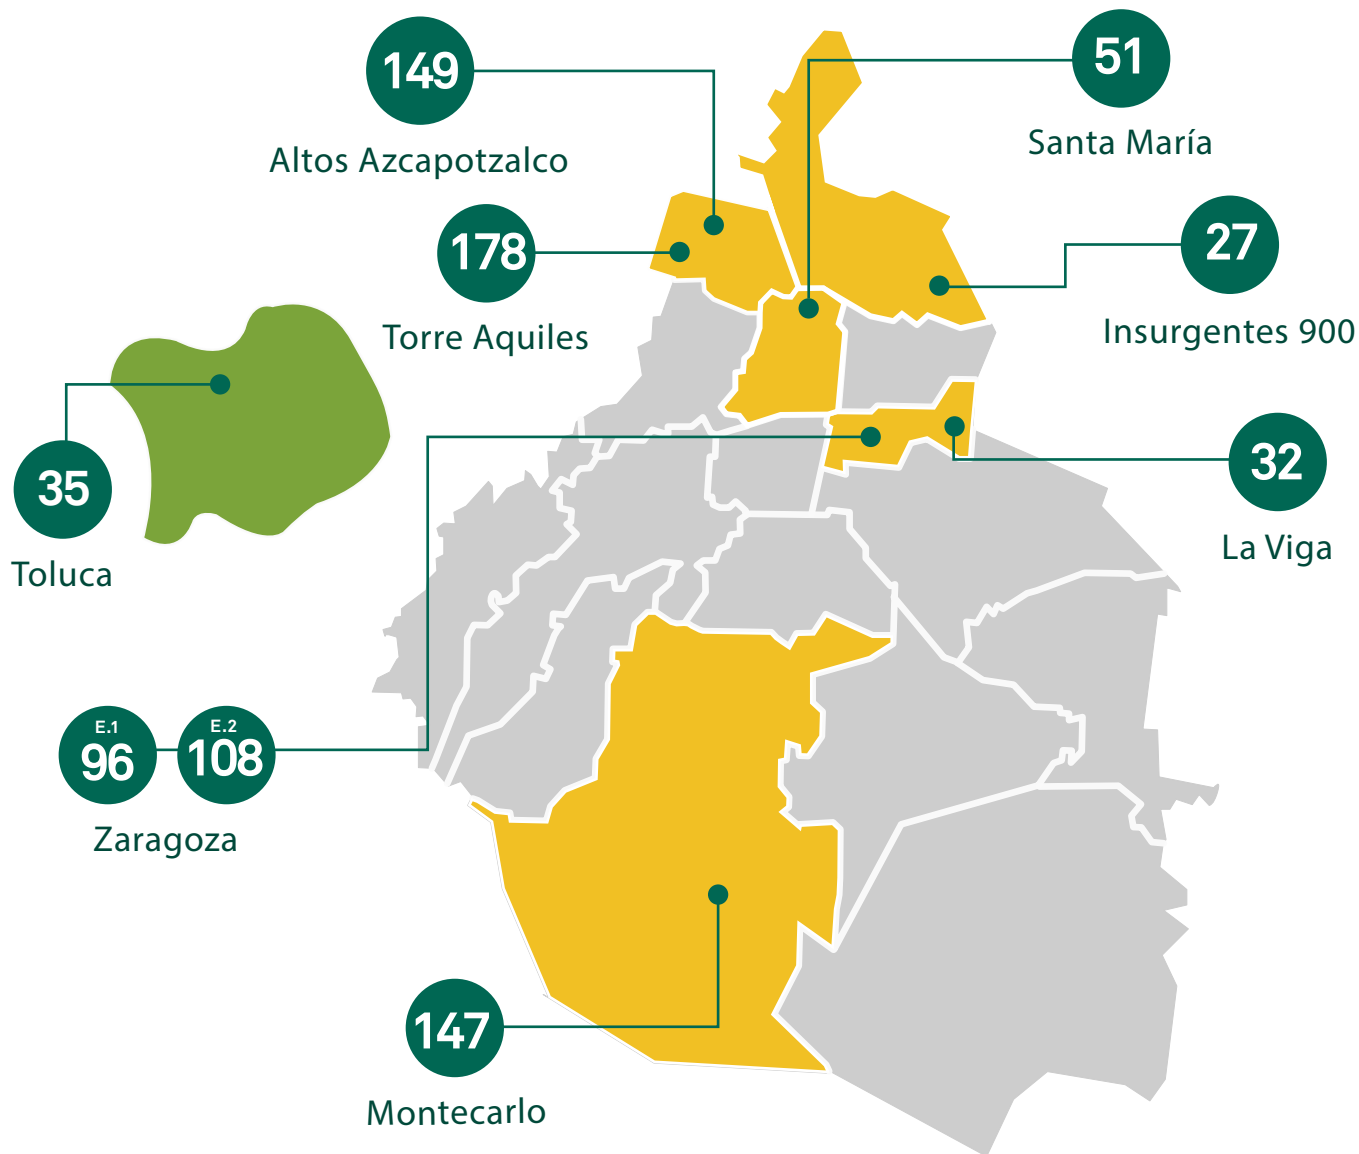 149
Altos Azcapotzalco
51
Santa María
178
Torre Aquiles
27
Insurgentes 900
35
Toluca
32
La Viga
E.1
96
E.2
108
Zaragoza
147
Montecarlo